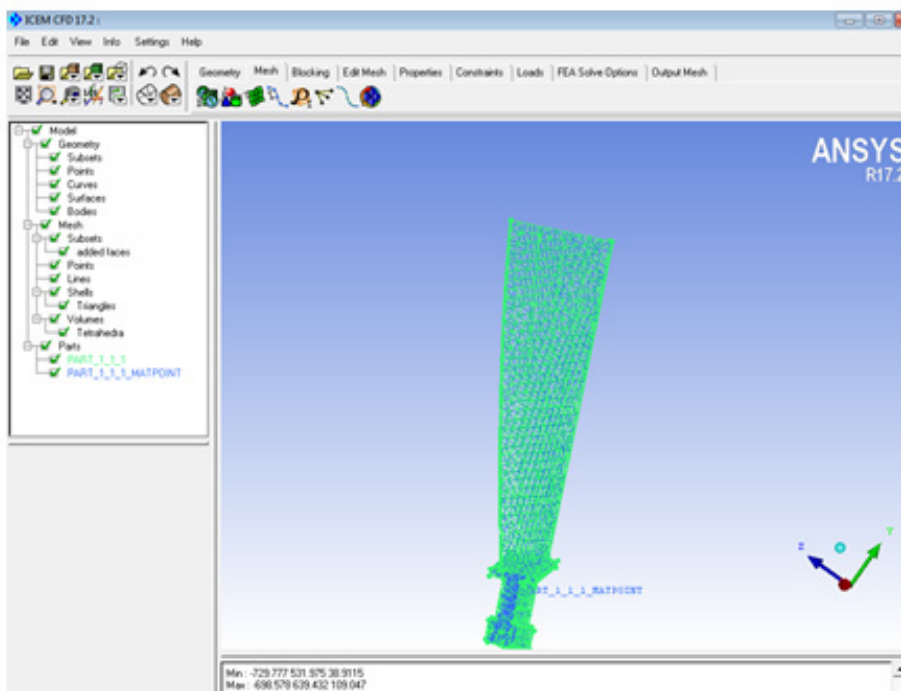 ICEM CFD 17.2 :
File Edit View Info Settings Help
Geometry Mesh Blocking Edit Mesh Properties Constraints Loads FEA Solve Options Output Mesh
Model
Geometry
Subsets
Points
Curves
Surfaces
Bodies
Mesh
Subsets
added faces
Points
Lines
Shells
Triangles
Volumes
Tetrahedra
Parts
PART_1_1_1
PART_1_1_1_MATPOINT
ANSYS
R17.2
PART_1_1_1_MATPOINT
Z
Y
Min : -729.777 531.975 38.9115
Max : -698.578 639.432 109.047